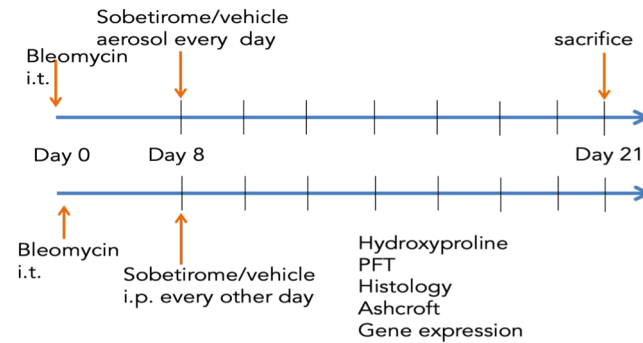 Sobetirome/vehicle
aerosol every day
Bleomycin
i.t.
sacrifice
Day 0
Day 8
Day 21
Bleomycin
i.t.
Sobetirome/vehicle
i.p. every other day
Hydroxyproline
PFT
Histology
Ashcroft
Gene expression